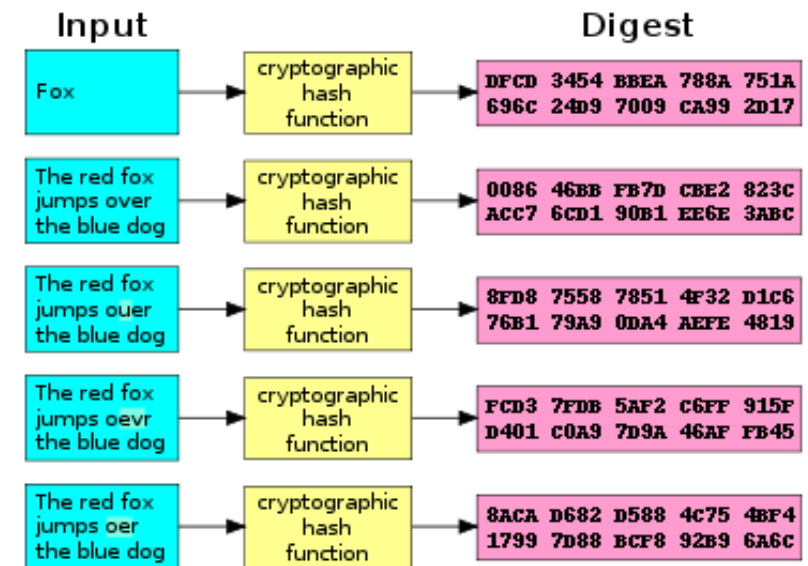 Input
Digest
Fox
cryptographic
hash
function
DFCD 3454 BBEA 788A 751A
696C 24D9 7009 CA99 2D17
The red fox
jumps over
the blue dog
cryptographic
hash
function
0086 46BB FB7D CBE2 823C
ACC7 6CD1 90B1 EE6E 3ABC
The red fox
jumps ouer
the blue dog
cryptographic
hash
function
8FD8 7558 7851 4F32 D1C6
76B1 79A9 0DA4 AEFE 4819
The red fox
jumps oevr
the blue dog
cryptographic
hash
function
FCD3 7FDB 5AF2 C6FF 915F
D401 C0A9 7D9A 46AF FB45
The red fox
jumps oer
the blue dog
cryptographic
hash
function
8ACA D682 D588 4C75 4BF4
1799 7D88 BCF8 92B9 6A6C